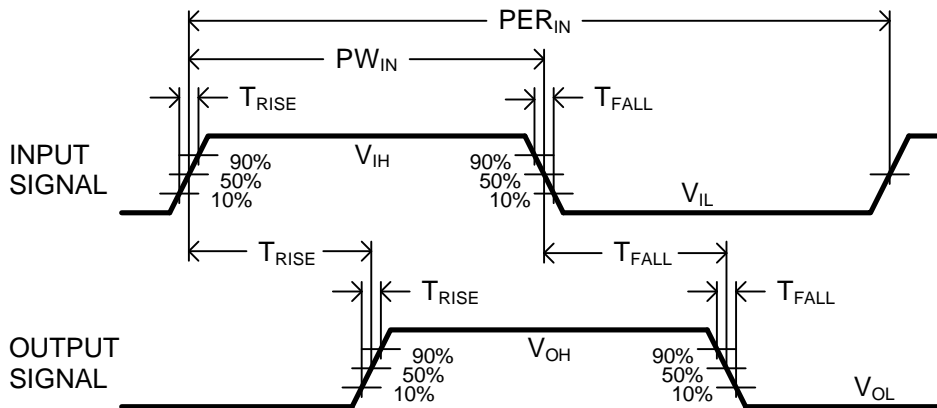 PER_IN
PW_IN
T_RISE
T_FALL
INPUT
SIGNAL
V_IH
90%
50%
10%
90%
50%
10%
V_IL
T_RISE
T_FALL
T_RISE
T_FALL
OUTPUT
SIGNAL
V_OH
90%
50%
10%
90%
50%
10%
V_OL